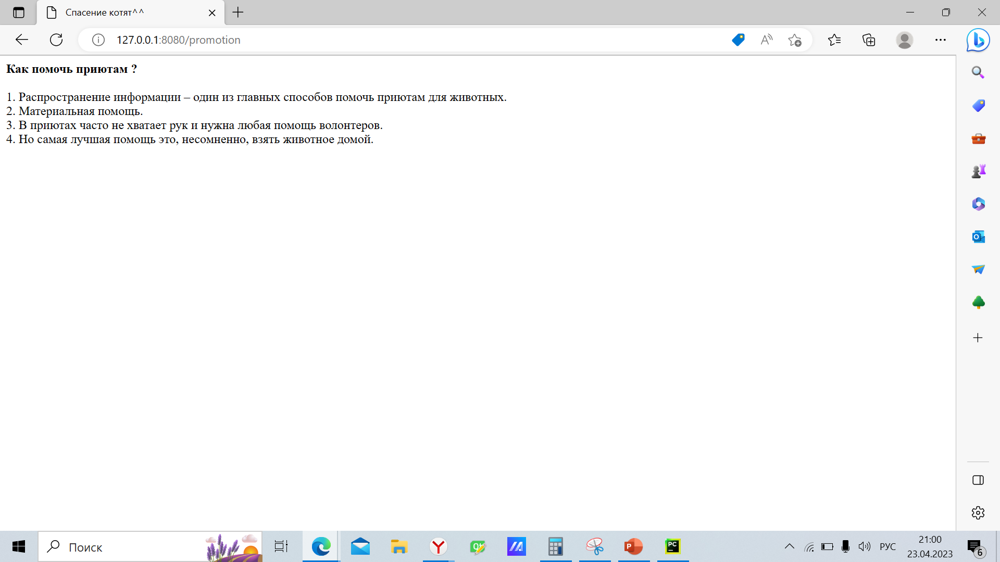 Спасение котят^^
127.0.0.1:8080/promotion
Как помочь приютам ?
1. Распространение информации – один из главных способов помочь приютам для животных.
2. Материальная помощь.
3. В приютах часто не хватает рук и нужна любая помощь волонтеров.
4. Но самая лучшая помощь это, несомненно, взять животное домой.
Поиск
Qt
P
PC
РУС
21:00
23.04.2023
6